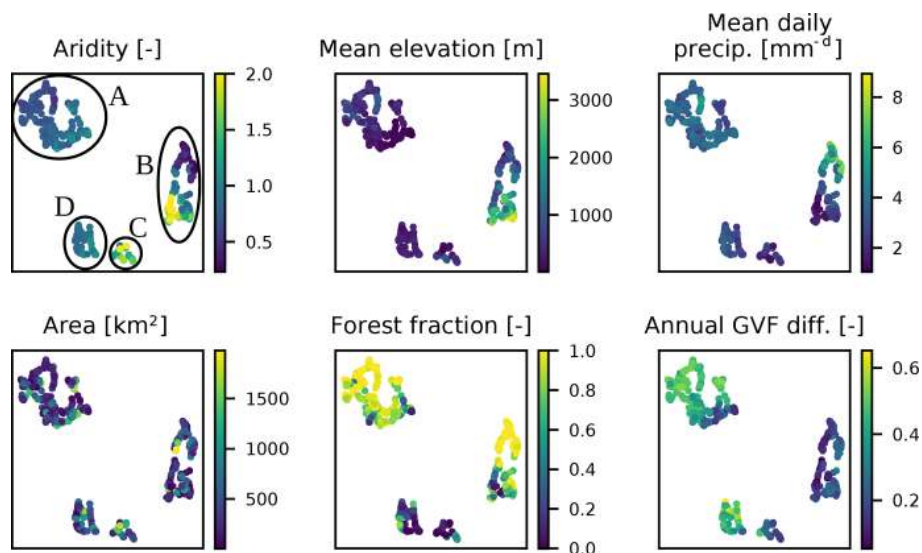 Aridity [-]
2.0
1.5
1.0
0.5
A
B
C
D
Mean elevation [m]
3000
2000
1000
Mean daily
precip. [mm⁻ᵈ]
8
6
4
2
Area [km²]
1500
1000
500
Forest fraction [-]
1.0
0.8
0.6
0.4
0.2
0.0
Annual GVF diff. [-]
0.6
0.4
0.2